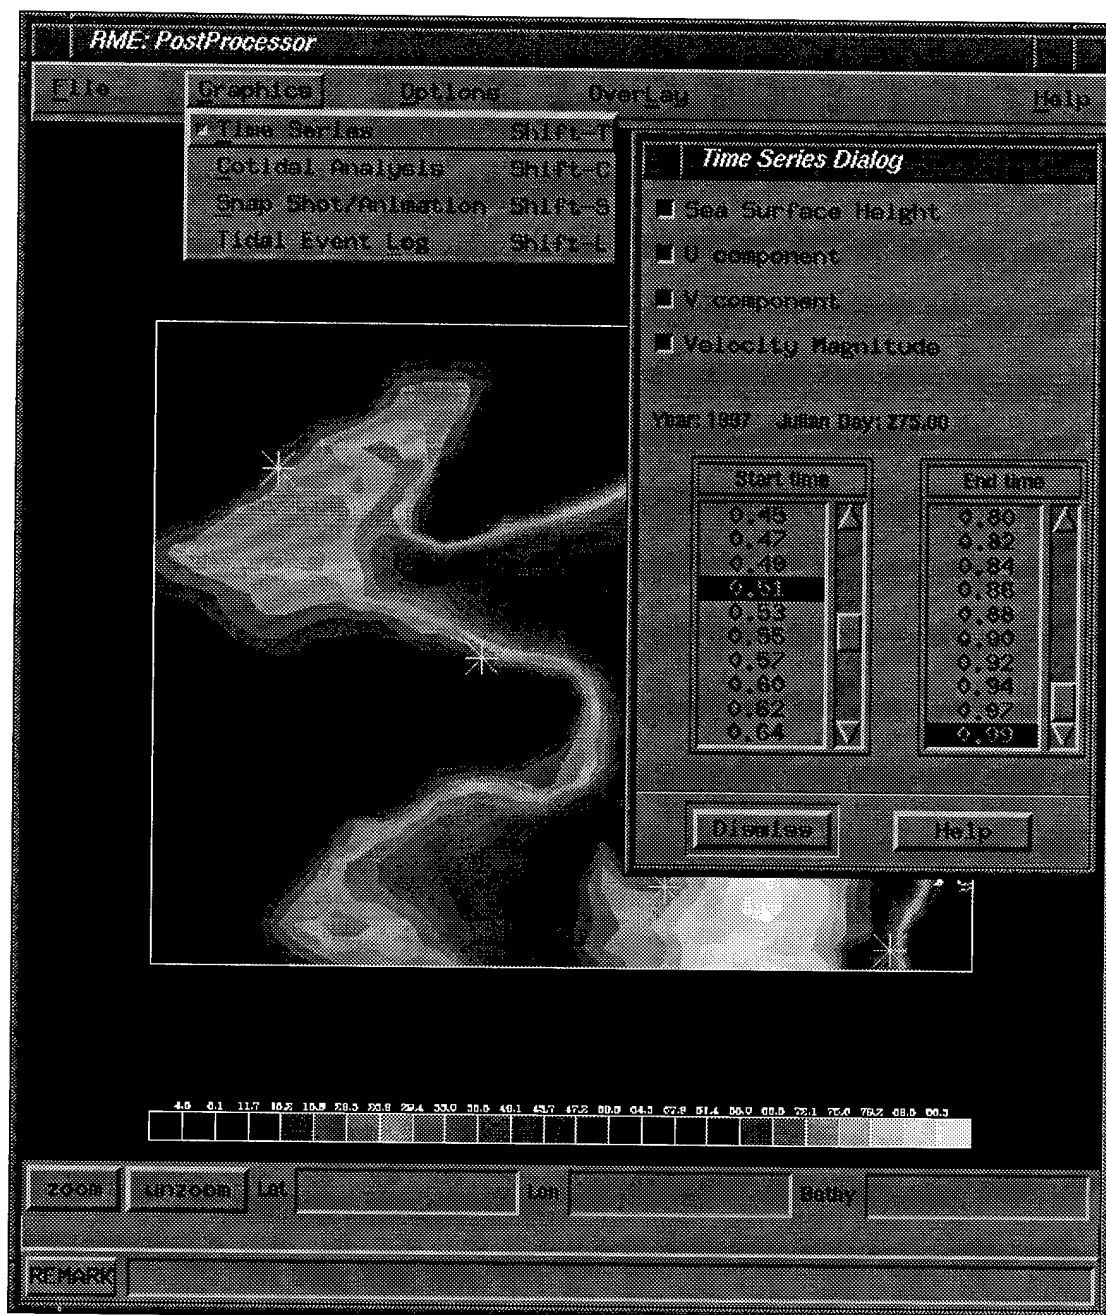 RME: PostProcessor
File Graphics Options OverLay Help
Time Series Shift-T
Cotidal Analysis Shift-C
Snap Shot/Animation Shift-S
Tidal Event Log Shift-L
Time Series Dialog
Sea Surface Height
U component
V component
Velocity Magnitude
Year: 1997 Julian Day: 275.00
Start time
0.45
0.47
0.49
0.51
0.53
0.55
0.57
0.60
0.62
0.64
End time
0.80
0.82
0.84
0.86
0.88
0.90
0.92
0.94
0.97
0.99
Dismiss Help
11.7
zoom unzoom Lat Lon Bathy
REMARK